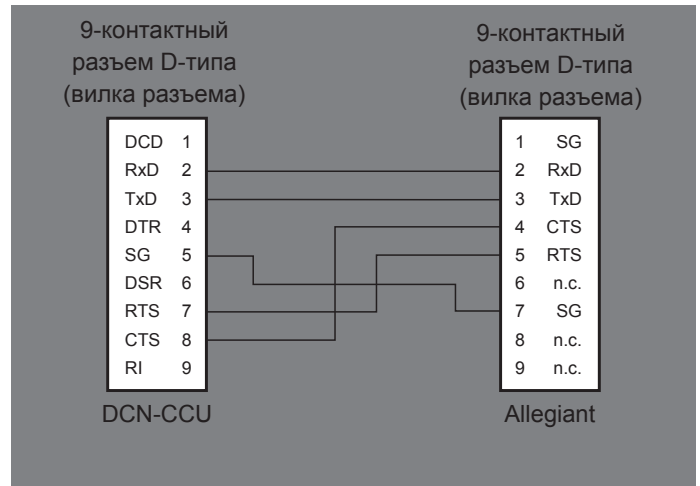 9-контактный
разъем D-типа
(вилка разъема)
9-контактный
разъем D-типа
(вилка разъема)
DCD 1
RxD 2
TxD 3
DTR 4
SG 5
DSR 6
RTS 7
CTS 8
RI 9
1 SG
2 RxD
3 TxD
4 CTS
5 RTS
6 n.c.
7 SG
8 n.c.
9 n.c.
DCN-CCU
Allegiant